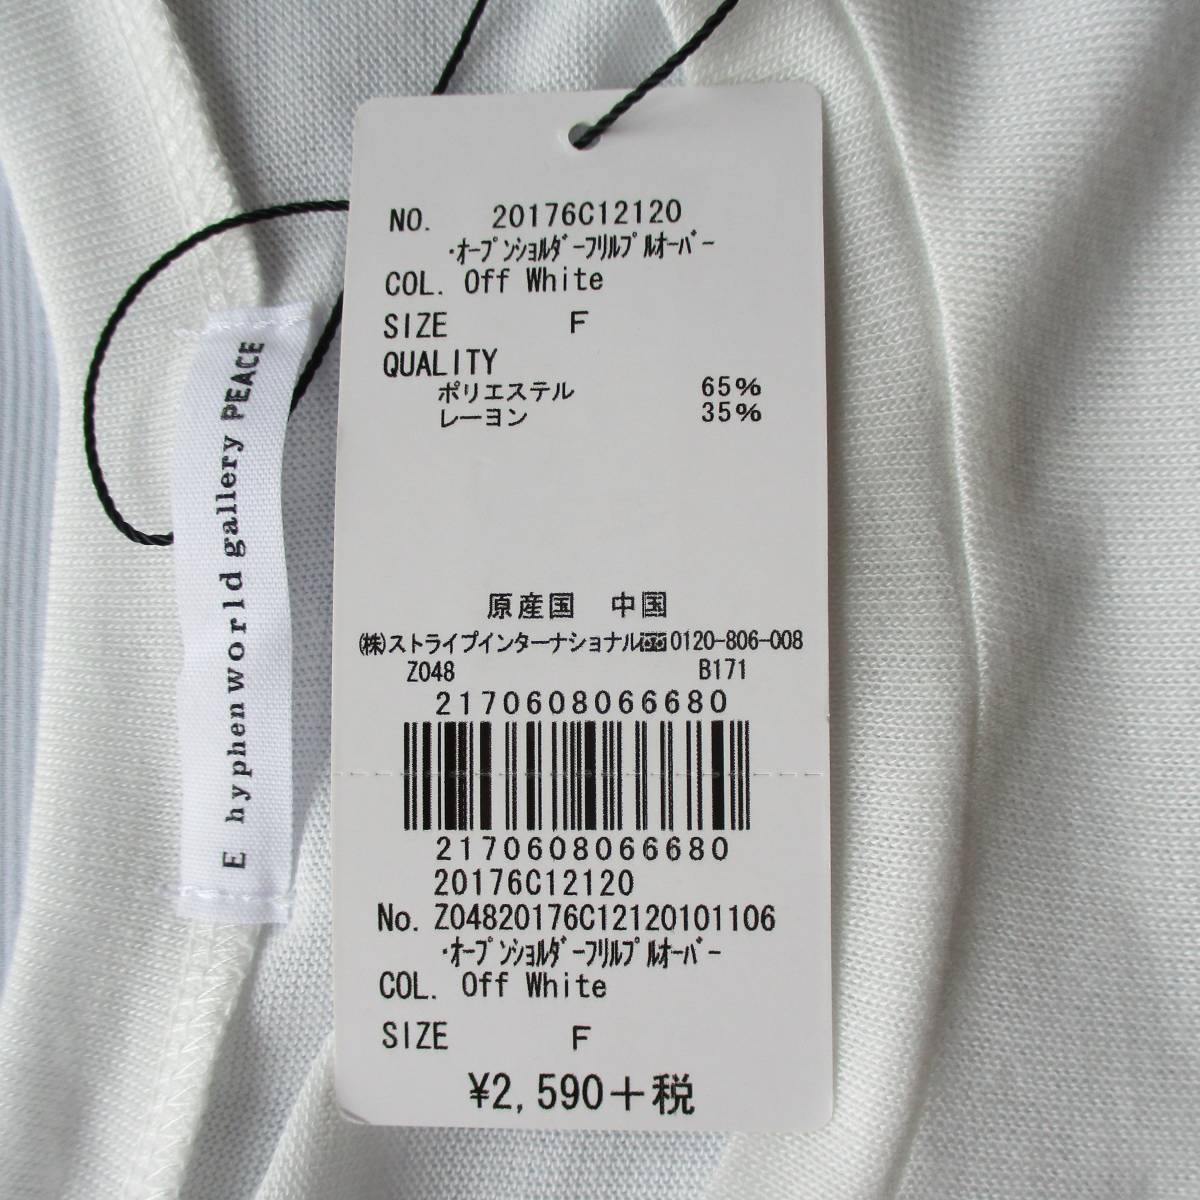 NO. 20176C12120
･ｵｰﾌﾟﾝｼｮﾙﾀﾞｰﾌﾘﾙﾌﾟﾙｵｰﾊﾞｰ
COL. Off White
SIZE F
QUALITY
ポリエステル 65%
レーヨン 35%
原産国 中国
(株)ストライプインターナショナル 0120-806-008
Z048 B171
2170608066680
2170608066680
20176C12120
No. Z04820176C12120101106
･ｵｰﾌﾟﾝｼｮﾙﾀﾞｰﾌﾘﾙﾌﾟﾙｵｰﾊﾞｰ
COL. Off White
SIZE F
¥2,590+税
E hyphen world gallery PEACE